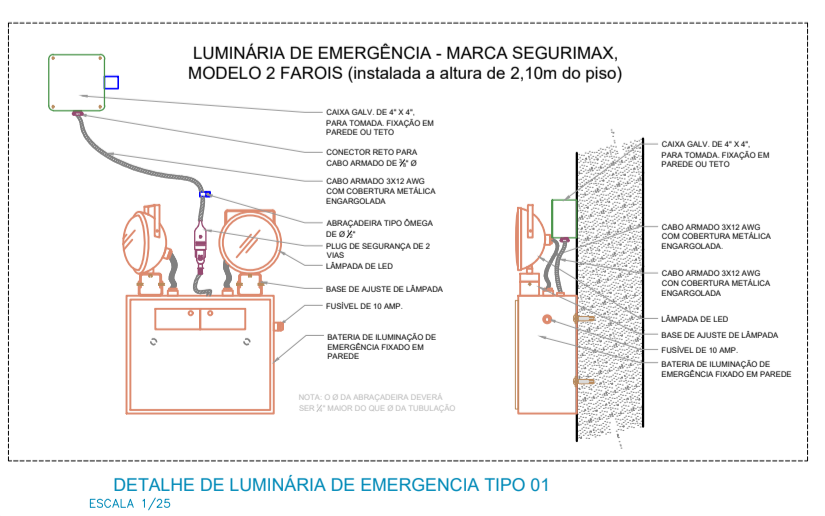 LUMINÁRIA DE EMERGÊNCIA - MARCA SEGURIMAX,
MODELO 2 FAROIS (instalada a altura de 2,10m do piso)
CAIXA GALV. DE 4" X 4",
PARA TOMADA. FIXAÇÃO EM
PAREDE OU TETO
CONECTOR RETO PARA
CABO ARMADO DE Ø
CABO ARMADO 3X12 AWG
COM COBERTURA METÁLICA
ENGARGOLADA
ABRAÇADEIRA TIPO ÔMEGA
DE Ø ½"
PLUG DE SEGURANÇA DE 2
VIAS
LÂMPADA DE LED
BASE DE AJUSTE DE LÂMPADA
FUSÍVEL DE 10 AMP.
BATERIA DE ILUMINAÇÃO DE
EMERGÊNCIA FIXADO EM
PAREDE
NOTA: O Ø DA ABRAÇADEIRA DEVERÁ
SER MAIOR DO QUE Ø DA TUBULAÇÃO
CAIXA GALV. DE 4" X 4",
PARA TOMADA. FIXAÇÃO EM
PAREDE OU TETO
CABO ARMADO 3X12 AWG
COM COBERTURA METÁLICA
ENGARGOLADA.
CABO ARMADO 3X12 AWG
CON COBERTURA METÁLICA
ENGARGOLADA
LÂMPADA DE LED
BASE DE AJUSTE DE LÂMPADA
FUSÍVEL DE 10 AMP.
BATERIA DE ILUMINAÇÃO DE
EMERGÊNCIA FIXADO EM PAREDE
DETALHE DE LUMINÁRIA DE EMERGENCIA TIPO 01
ESCALA 1/25